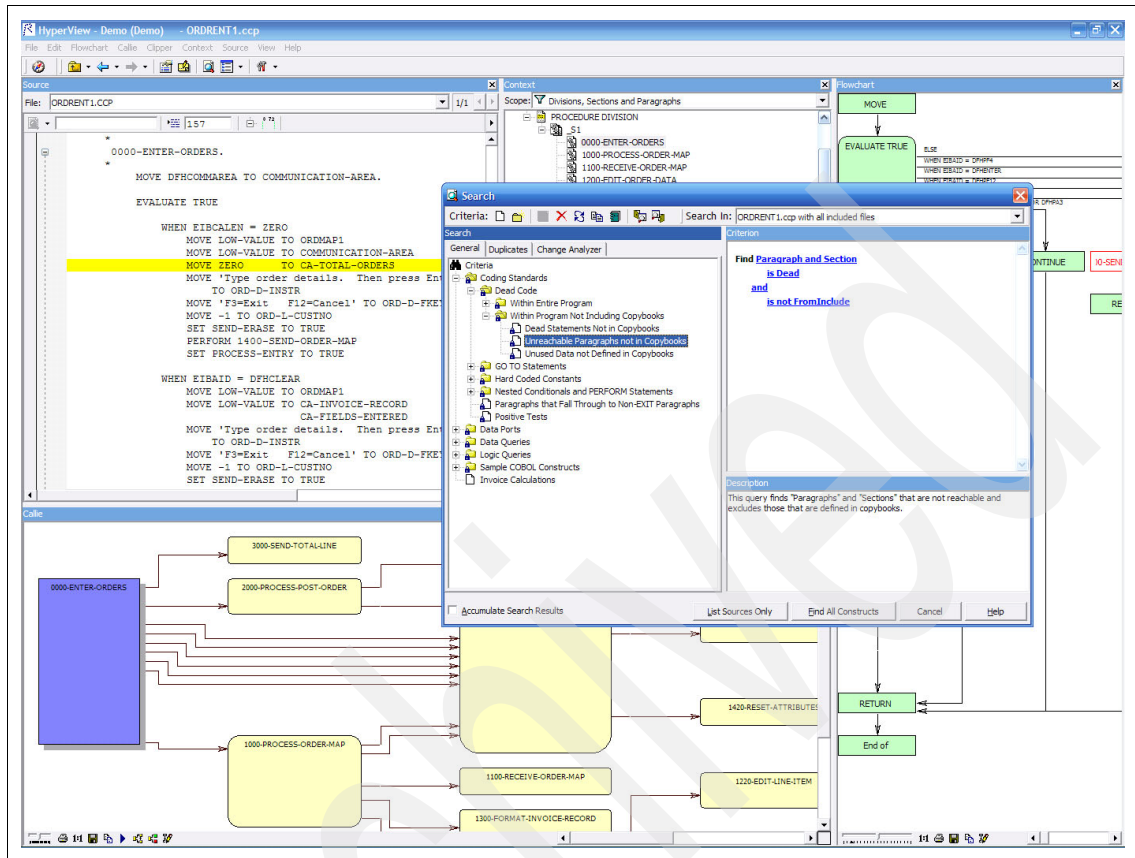 HyperView - Demo (Demo) - ORDRENT1.ccp
File Edit Flowchart Callie Clipper Context Source View Help
Source
File: ORDRENT1.CCP
1/1
157
*
0000-ENTER-ORDERS.
*
MOVE DFHCOMMAREA TO COMMUNICATION-AREA.
EVALUATE TRUE
WHEN EIBCALEN = ZERO
MOVE LOW-VALUE TO ORDMAP1
MOVE LOW-VALUE TO COMMUNICATION-AREA
MOVE ZERO TO CA-TOTAL-ORDERS
MOVE 'Type order details. Then press En
TO ORD-D-INSTR
MOVE 'F3=Exit F12=Cancel' TO ORD-D-FKE
MOVE -1 TO ORD-L-CUSTNO
SET SEND-ERASE TO TRUE
PERFORM 1400-SEND-ORDER-MAP
SET PROCESS-ENTRY TO TRUE
WHEN EIBAID = DFHCLEAR
MOVE LOW-VALUE TO ORDMAP1
MOVE LOW-VALUE TO CA-INVOICE-RECORD
CA-FIELDS-ENTERED
MOVE 'Type order details. Then press En
TO ORD-D-INSTR
MOVE 'F3=Exit F12=Cancel' TO ORD-D-FKE
MOVE -1 TO ORD-L-CUSTNO
SET SEND-ERASE TO TRUE
Context
Scope: Divisions, Sections and Paragraphs
PROCEDURE DIVISION
_S1
0000-ENTER-ORDERS
1000-PROCESS-ORDER-MAP
1100-RECEIVE-ORDER-MAP
1200-EDIT-ORDER-DATA
Flowchart
MOVE
EVALUATE TRUE
ELSE
WHEN EIBAID = DFHPF4
WHEN EIBAID = DFHENTER
WHEN EIBAID = DFHPF12
DFHPA3
ONTINUE
RE
RETURN
End of
Search
Criteria:
Search In: ORDRENT1.ccp with all included files
Search
General Duplicates Change Analyzer
Criteria
Coding Standards
Dead Code
Within Entire Program
Within Program Not Including Copybooks
Dead Statements Not in Copybooks
Unreachable Paragraphs not in Copybooks
Unused Data not Defined in Copybooks
GO TO Statements
Hard Coded Constants
Nested Conditionals and PERFORM Statements
Paragraphs that Fall Through to Non-EXIT Paragraphs
Positive Tests
Data Ports
Data Queries
Logic Queries
Sample COBOL Constructs
Invoice Calculations
Criterion
Find Paragraph and Section
is Dead
and
is not FromInclude
Description
This query finds "Paragraphs" and "Sections" that are not reachable and
excludes those that are defined in copybooks.
Accumulate Search Results
List Sources Only Find All Constructs Cancel Help
Callie
0000-ENTER-ORDERS
3000-SEND-TOTAL-LINE
2000-PROCESS-POST-ORDER
1000-PROCESS-ORDER-MAP
1420-RESET-ATTRIBUTES
1100-RECEIVE-ORDER-MAP
1220-EDIT-LINE-ITEM
1300-FORMAT-INVOICE-RECORD
1:1
1:1